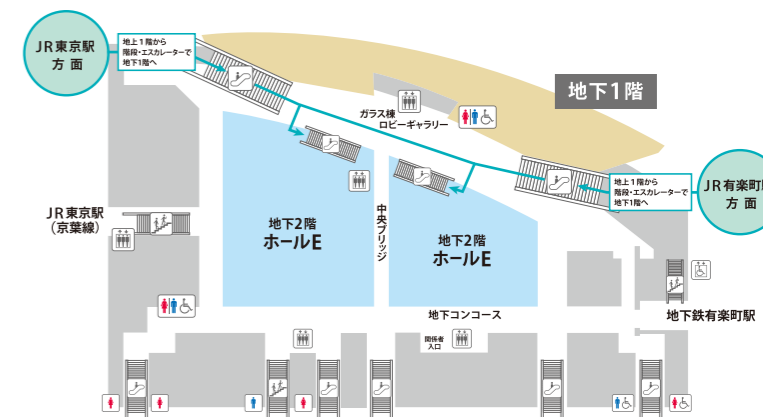 JR東京駅
方 面
地上1階から
階段・エスカレーターで
地下1階へ
地下1階
ガラス棟
ロビーギャラリー
地上1階から
階段・エスカレーターで
地下1階へ
JR有楽町
方 面
JR東京駅
(京葉線)
地下2階
ホールE
中央ブリッジ
地下2階
ホールE
地下コンコース
地下鉄有楽町駅
関係者
入口